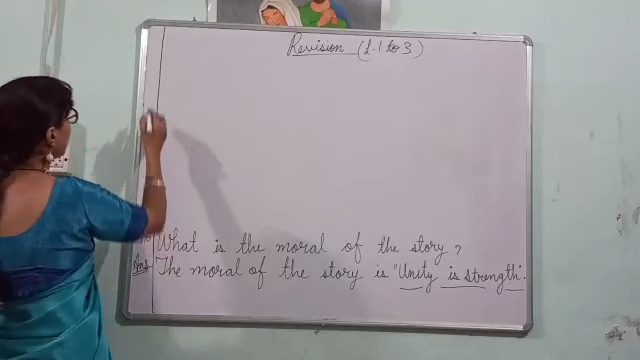 Revision (L-1 to 3)
What is the moral of the story?
Ans The moral of the story is "Unity is strength".